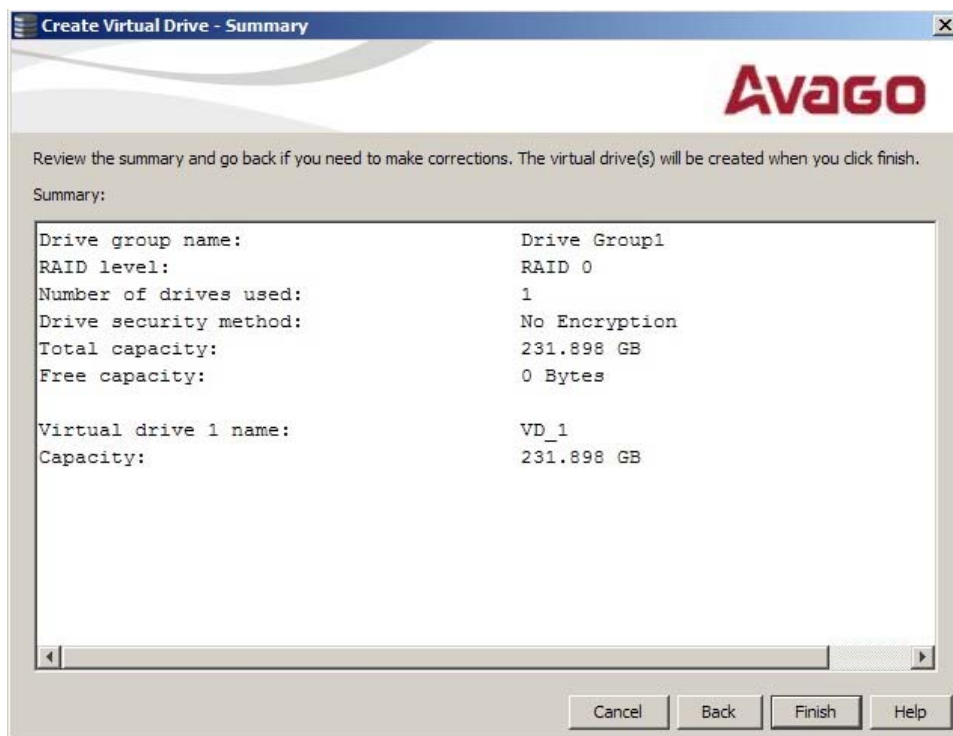 Create Virtual Drive - Summary
AVAGO
Review the summary and go back if you need to make corrections. The virtual drive(s) will be created when you click finish.
Summary:
Drive group name: Drive Group1
RAID level: RAID 0
Number of drives used: 1
Drive security method: No Encryption
Total capacity: 231.898 GB
Free capacity: 0 Bytes
Virtual drive 1 name: VD_1
Capacity: 231.898 GB
Cancel Back Finish Help